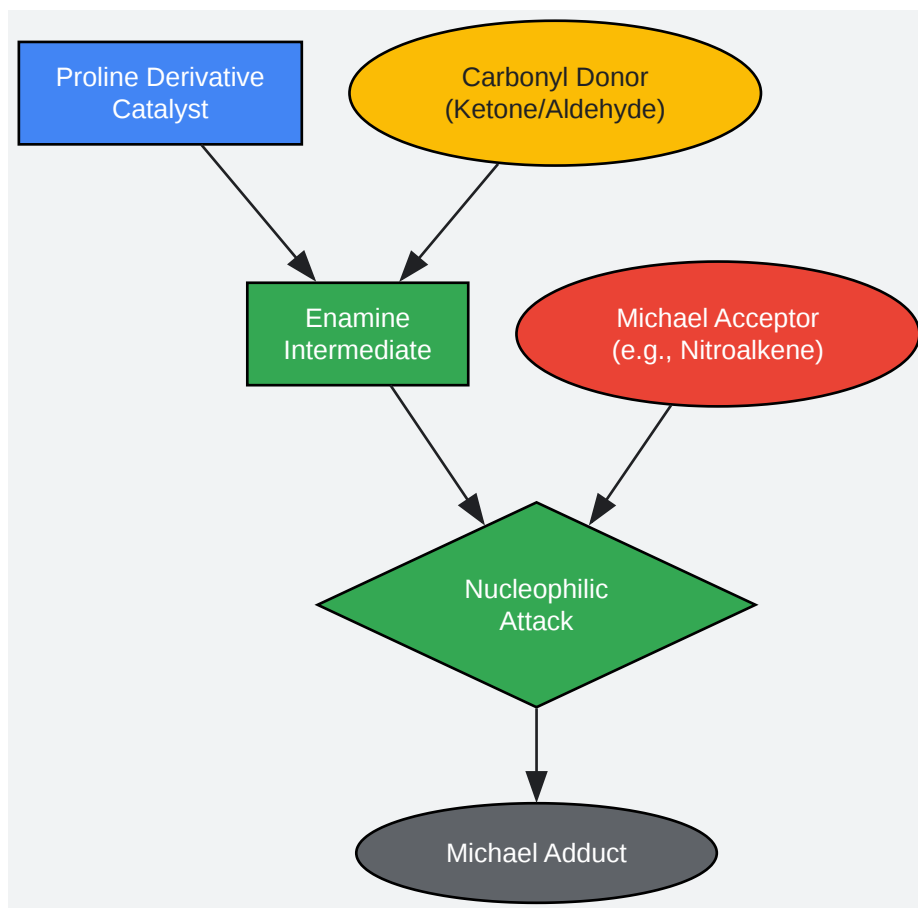 Proline Derivative
Catalyst
Carbonyl Donor
(Ketone/Aldehyde)
Enamine
Intermediate
Michael Acceptor
(e.g., Nitroalkene)
Nucleophilic
Attack
Michael Adduct